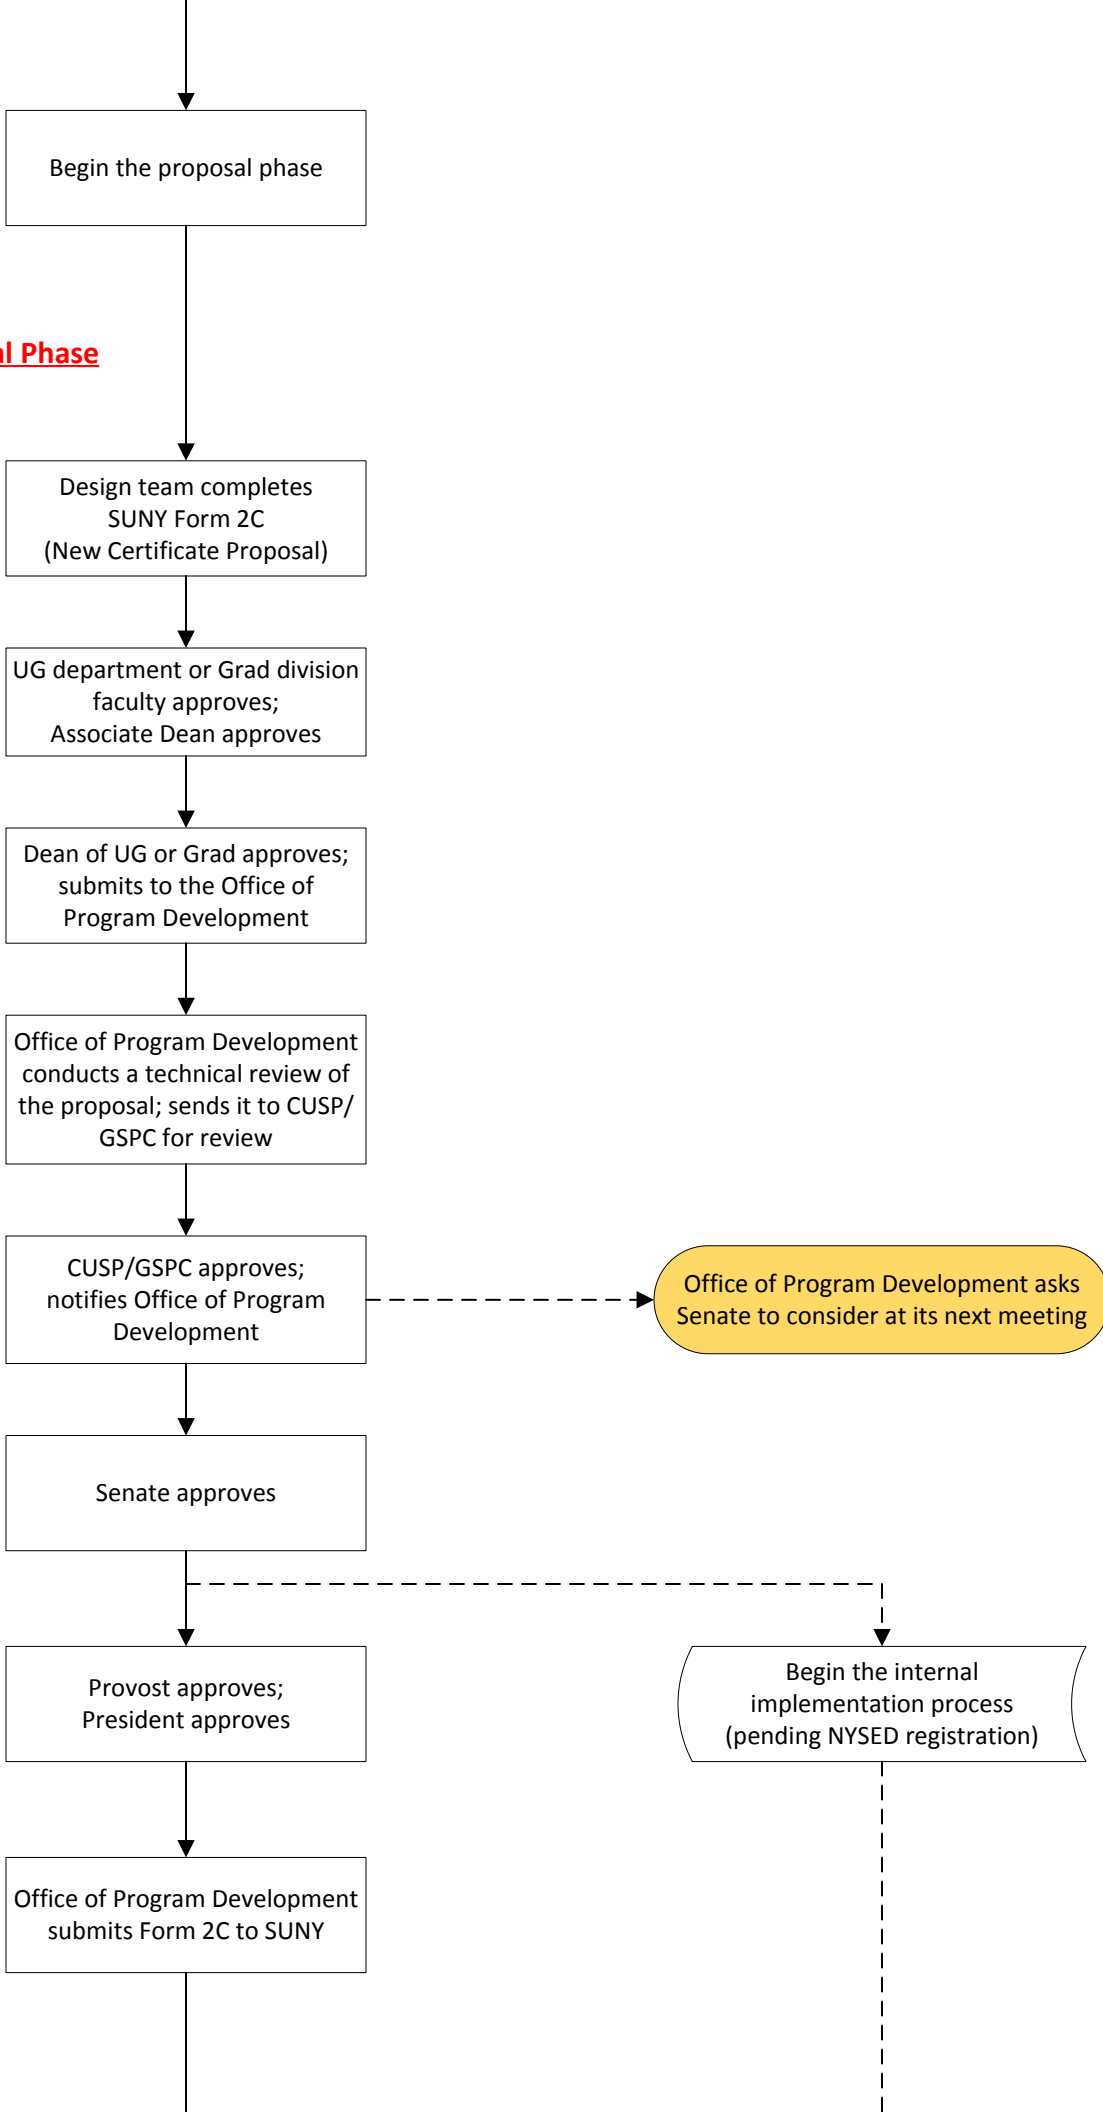 Begin the proposal phase
al Phase
Design team completes
SUNY Form 2C
(New Certificate Proposal)
UG department or Grad division
faculty approves;
Associate Dean approves
Dean of UG or Grad approves;
submits to the Office of
Program Development
Office of Program Development
conducts a technical review of
the proposal; sends it to CUSP/
GSPC for review
CUSP/GSPC approves;
notifies Office of Program
Development
Office of Program Development asks
Senate to consider at its next meeting
Senate approves
Provost approves;
President approves
Begin the internal
implementation process
(pending NYSED registration)
Office of Program Development
submits Form 2C to SUNY